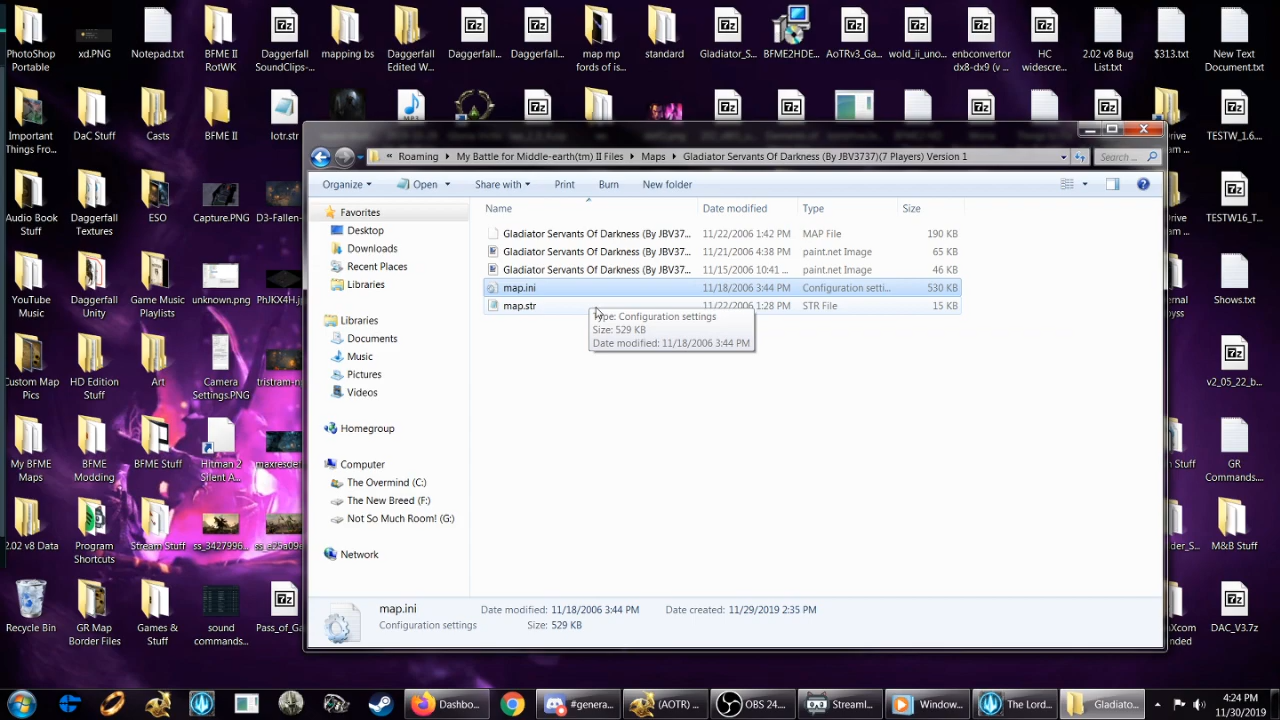 PhotoShop
Portable
xd.PNG
Notepad.txt
BFME II
RotWK
Daggerfall
SoundClips-...
mapping bs
Daggerfall
Edited W...
Daggerfall...
Daggerfall...
map mp
fords of is...
standard
Gladiator_S...
BFME2HDE...
AoTRv3_Ga...
wold_ii_uno...
enbconvertor
dx8-dx9 (v ...
HC
widescre...
2.02 v8 Bug
List.txt
$313.txt
New Text
Document.txt
Important
Things Fro...
DaC Stuff
Casts
BFME II
lotr.str
TESTW_1.6...
Roaming
My Battle for Middle-earth(tm) II Files
Maps
Gladiator Servants Of Darkness (By JBV3737)(7 Players) Version 1
Search ...
Organize
Open
Share with
Print
Burn
New folder
Name
Date modified
Type
Size
Gladiator Servants Of Darkness (By JBV37...
11/22/2006 1:42 PM
MAP File
190 KB
Gladiator Servants Of Darkness (By JBV37...
11/21/2006 4:38 PM
paint.net Image
65 KB
Gladiator Servants Of Darkness (By JBV37...
11/15/2006 10:41 ...
paint.net Image
46 KB
map.ini
11/18/2006 3:44 PM
Configuration setti...
530 KB
map.str
11/22/2006 1:28 PM
STR File
15 KB
Type: Configuration settings
Size: 529 KB
Date modified: 11/18/2006 3:44 PM
Favorites
Desktop
Downloads
Recent Places
Libraries
Libraries
Documents
Music
Pictures
Videos
Homegroup
Computer
The Overmind (C:)
The New Breed (F:)
Not So Much Room! (G:)
Network
map.ini
Configuration settings
Date modified: 11/18/2006 3:44 PM
Size: 529 KB
Date created: 11/29/2019 2:35 PM
Audio Book
Stuff
Daggerfall
Textures
ESO
Capture.PNG
D3-Fallen-
TESTW16_T...
YouTube
Music
Daggerfall
Unity
Game Music
Playlists
unknown.png
PhJKX4H.j
Shows.txt
Custom Map
Pics
HD Edition
Stuff
Art
Camera
Settings.PNG
tristram-n
v2_05_22_b...
My BFME
Maps
BFME
Modding
BFME Stuff
HItman 2
Silent A...
maxresdef
GR
Commands....
2.02 v8 Data
Program
Shortcuts
Stream Stuff
ss_3427996...
ss_e25a09e
M&B Stuff
Recycle Bin
GR Map
Border Files
Games &
Stuff
sound
commands...
Pass_of_Ga
DAC_V3.7z
Dashbo...
#genera...
(AOTR) ...
OBS 24....
Streaml...
Window...
The Lord...
Gladiato...
4:24 PM
11/30/2019